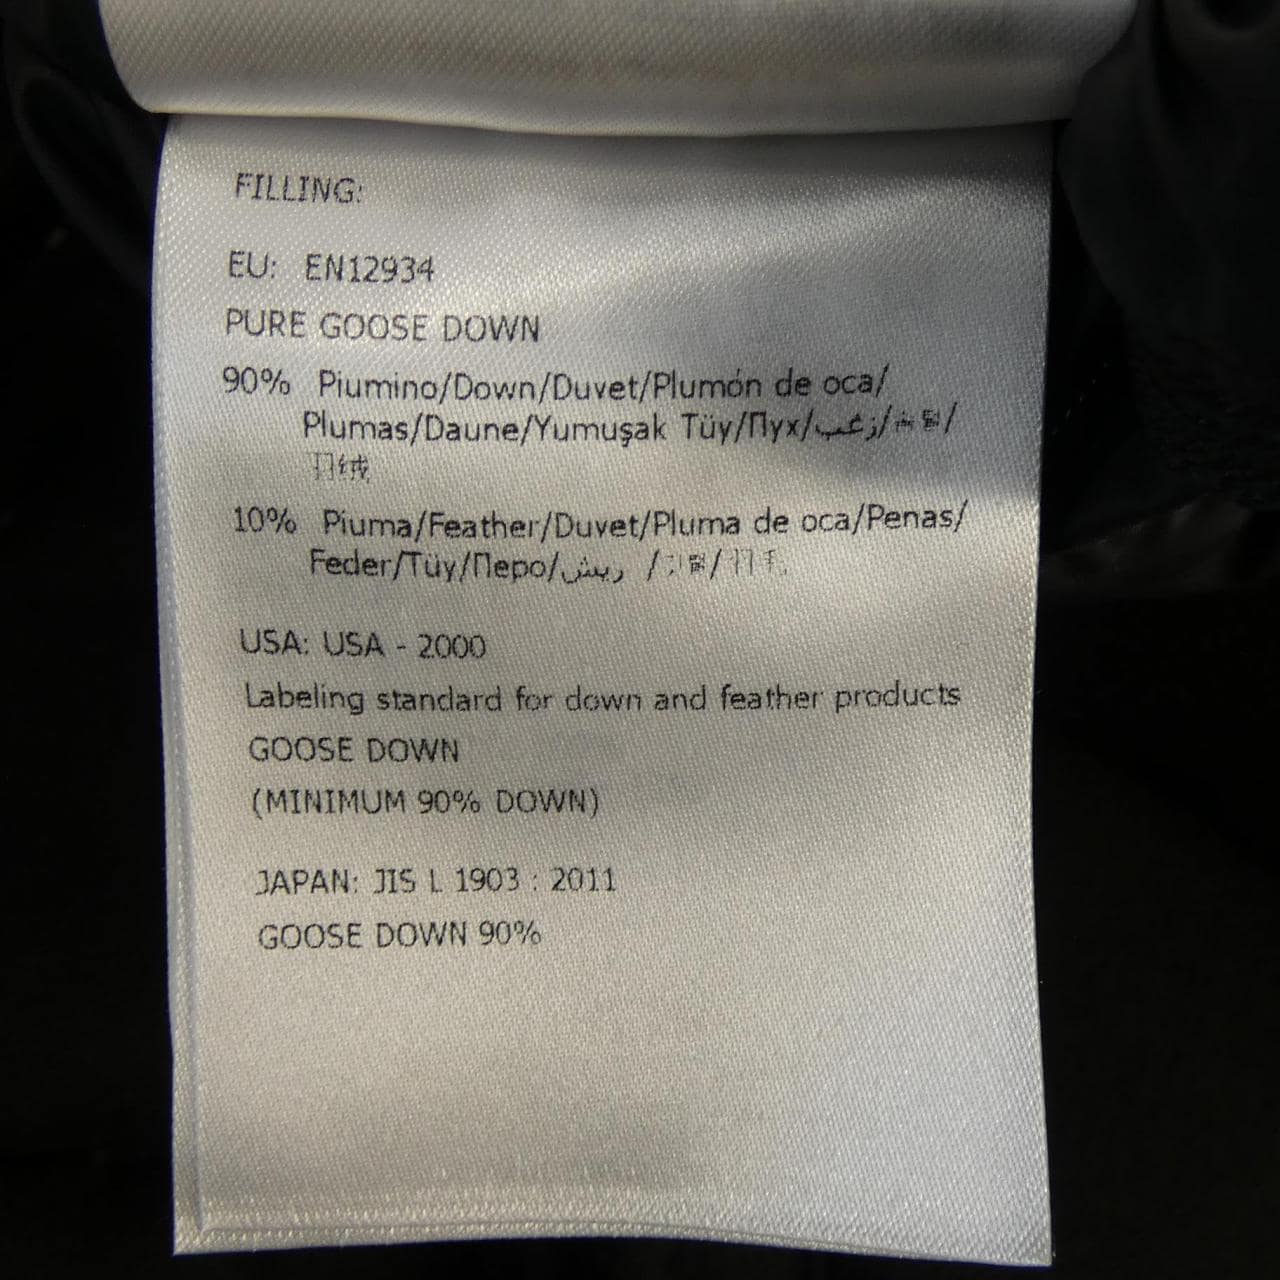 FILLING:
EU: EN12934
PURE GOOSE DOWN
90% Piumino/Down/Duvet/Plumón de oca/
Plumas/Daune/Yumuşak Tüy/Пух/زغب/
羽绒
10% Piuma/Feather/Duvet/Pluma de oca/Penas/
Feder/Tüy/Перо/ريش /
USA: USA - 2000
Labeling standard for down and feather products
GOOSE DOWN
(MINIMUM 90% DOWN)
JAPAN: JIS L 1903 : 2011
GOOSE DOWN 90%